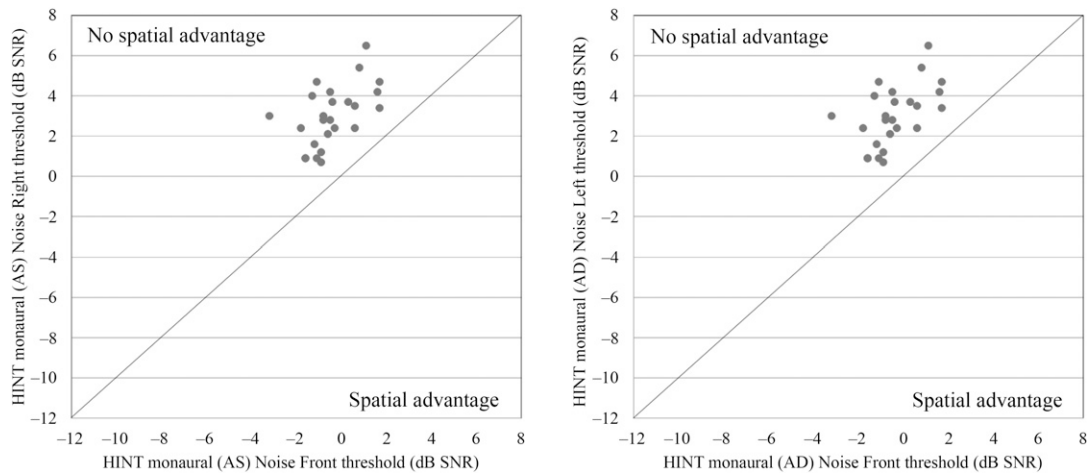 HINT monaural (AS) Noise Right threshold (dB SNR)
8
6
4
2
0
–2
–4
–6
–8
–10
–12
No spatial advantage
Spatial advantage
–12 –10 –8 –6 –4 –2 0 2 4 6 8
HINT monaural (AS) Noise Front threshold (dB SNR)
HINT monaural (AD) Noise Left threshold (dB SNR)
8
6
4
2
0
–2
–4
–6
–8
–10
–12
No spatial advantage
Spatial advantage
–12 –10 –8 –6 –4 –2 0 2 4 6 8
HINT monaural (AD) Noise Front threshold (dB SNR)